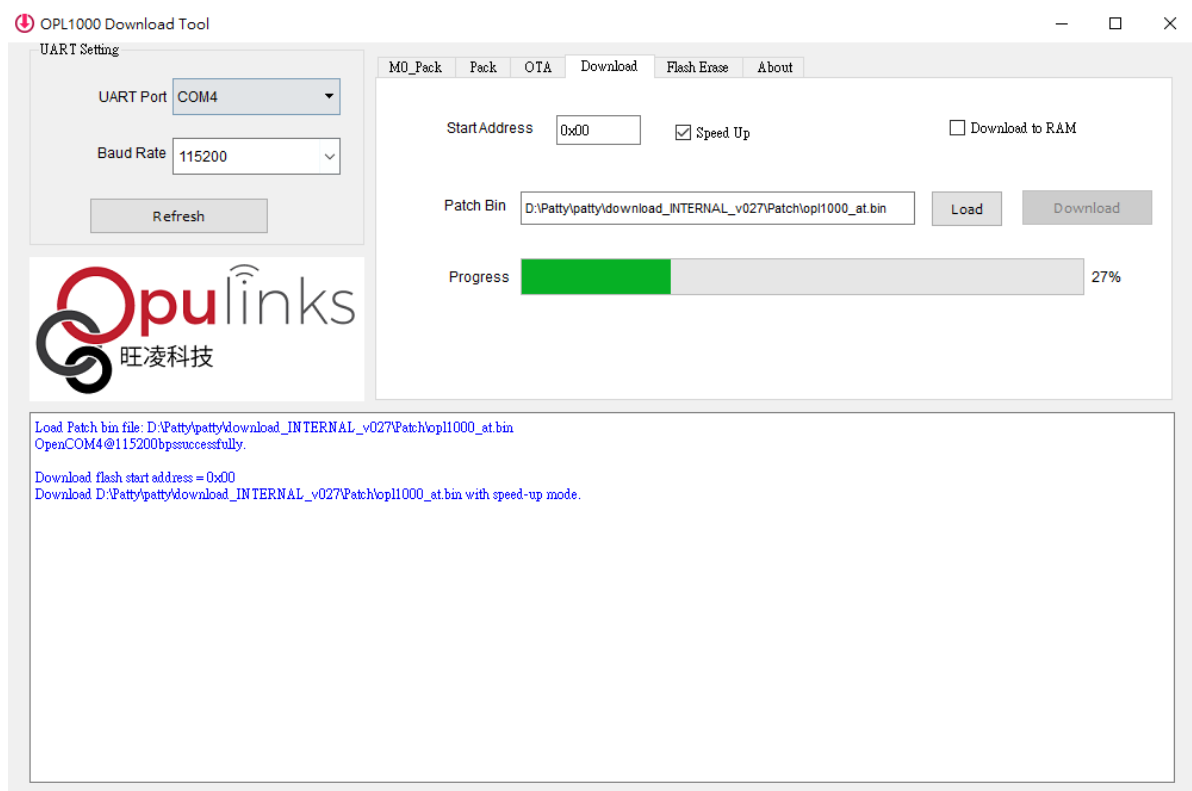 OPL1000 Download Tool
UART Setting
UART Port COM4
Baud Rate 115200
Refresh
M0_Pack Pack OTA Download Flash Erase About
Start Address 0x00 Speed Up Download to RAM
Patch Bin D:\Patty\patty\download_INTERNAL_v027\Patch\opl1000_at.bin Load Download
Progress 27%
Opulinks
旺凌科技
Load Patch bin file: D:\Patty\patty\download_INTERNAL_v027\Patch\opl1000_at.bin
OpenCOM4@115200bpssuccessfully.
Download flash start address = 0x00
Download D:\Patty\patty\download_INTERNAL_v027\Patch\opl1000_at.bin with speed-up mode.